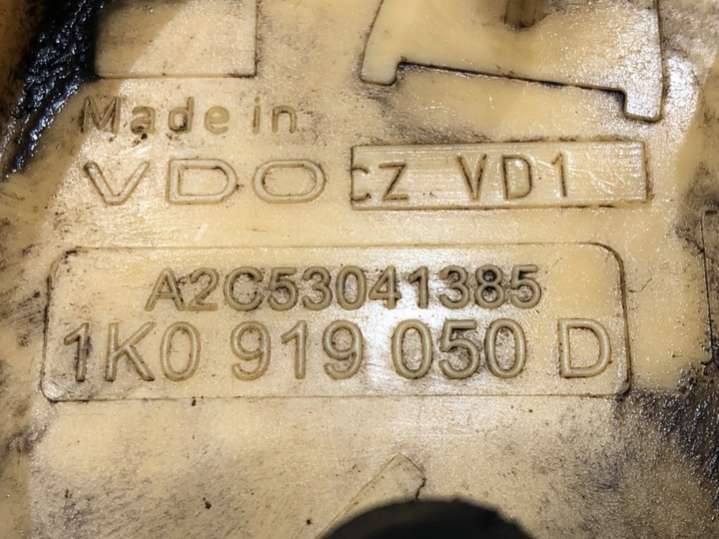 Made in
VDO CZ VD1
A2C53041385
1K0 919 050 D